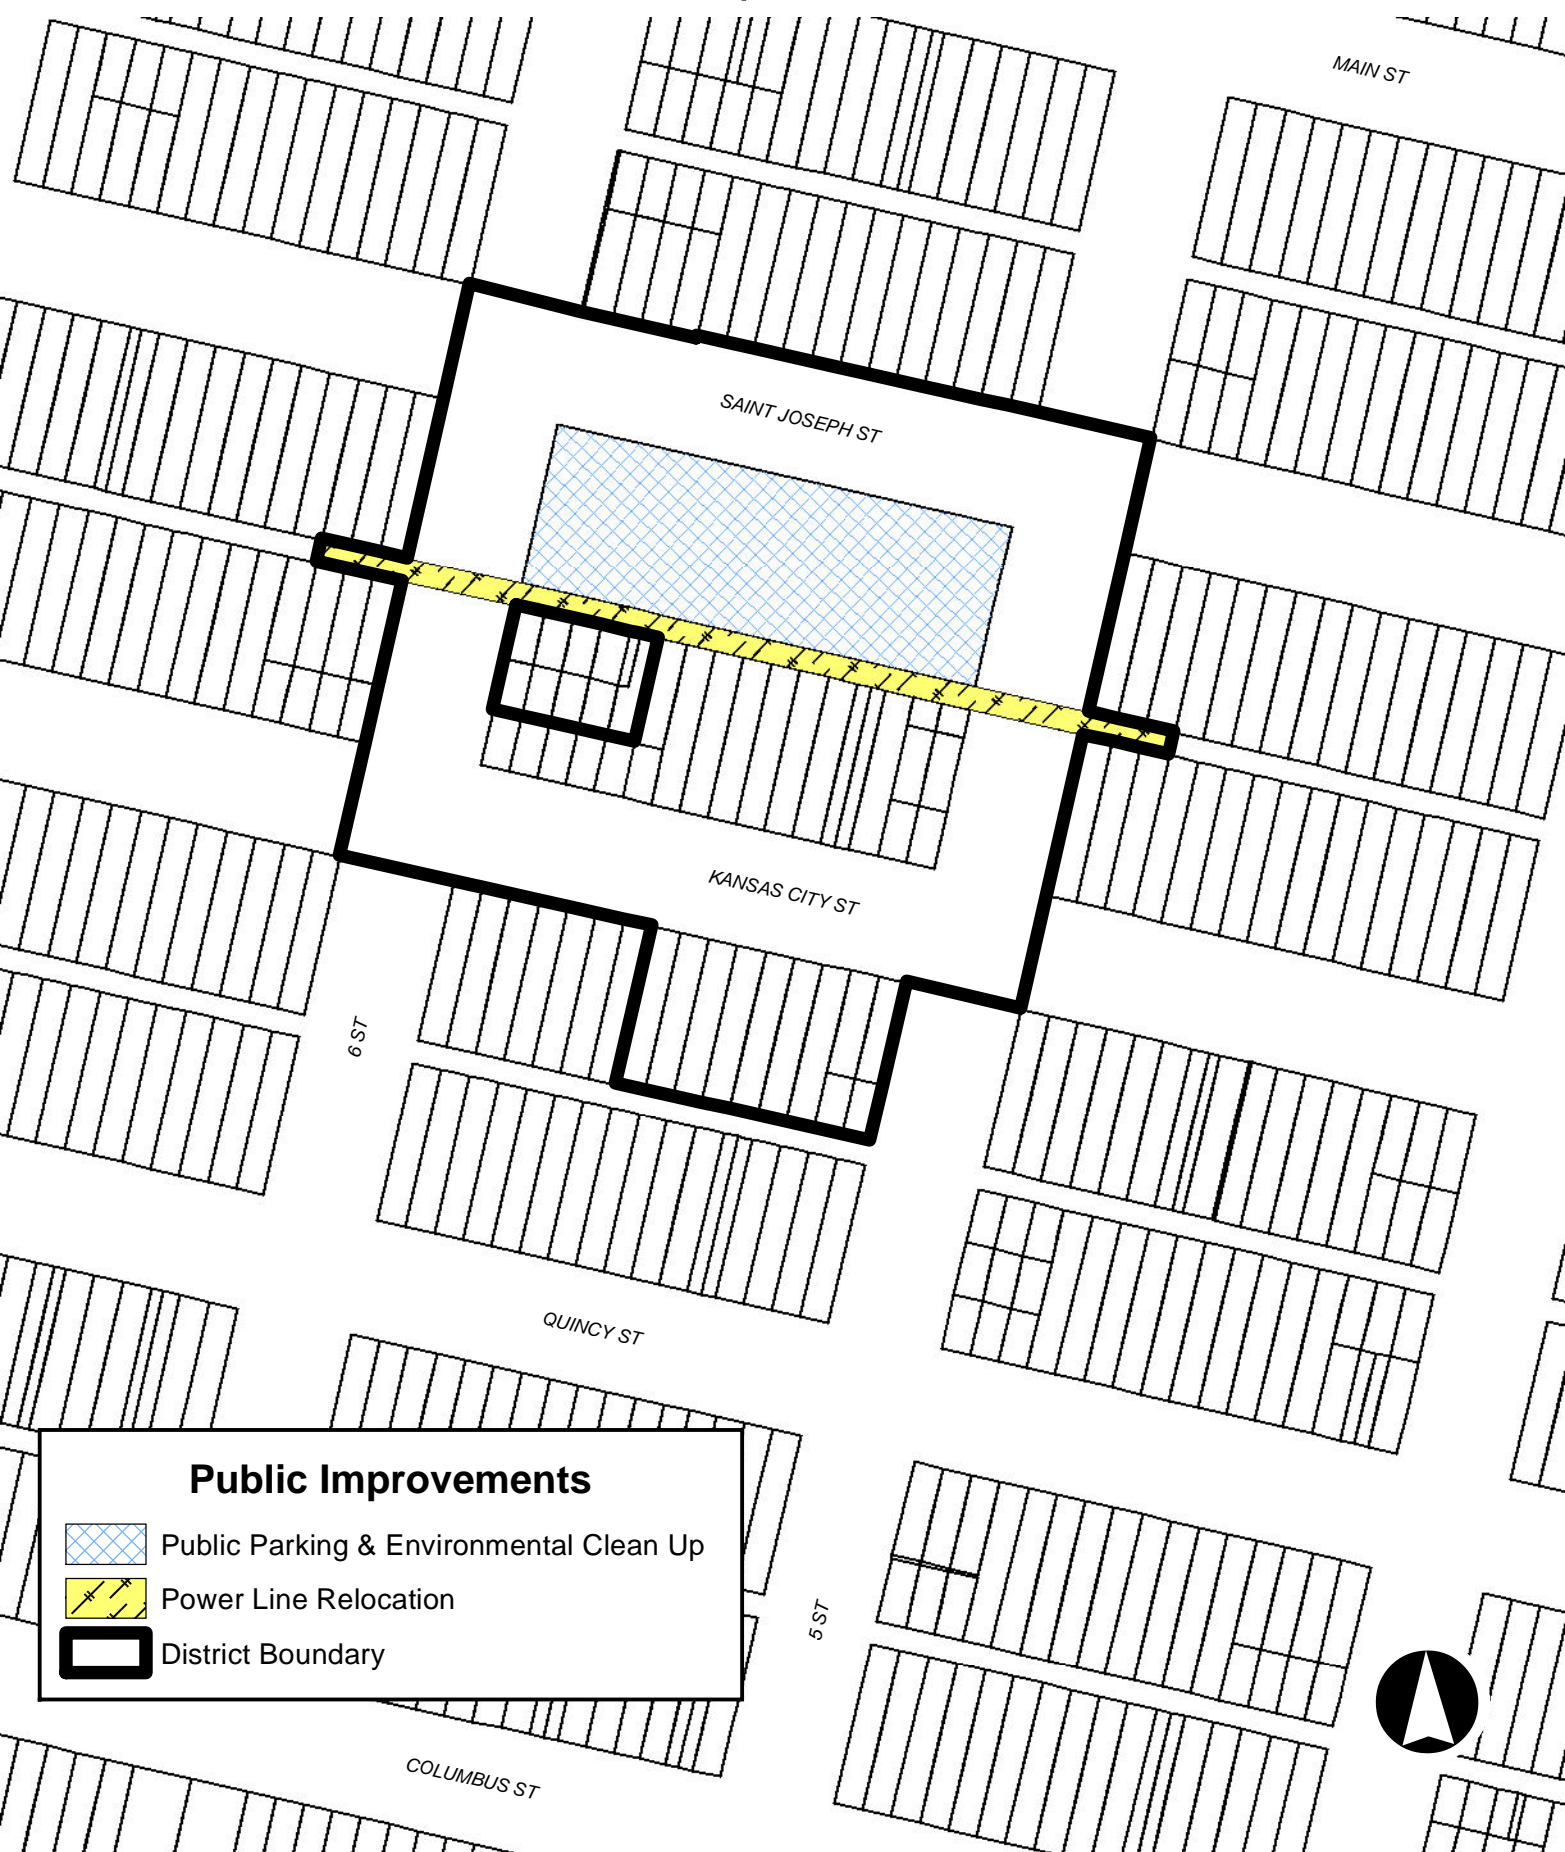 MAIN ST
SAINT JOSEPH ST
KANSAS CITY ST
6 ST
QUINCY ST
Public Improvements
Public Parking & Environmental Clean Up
Power Line Relocation
District Boundary
5 ST
COLUMBUS ST